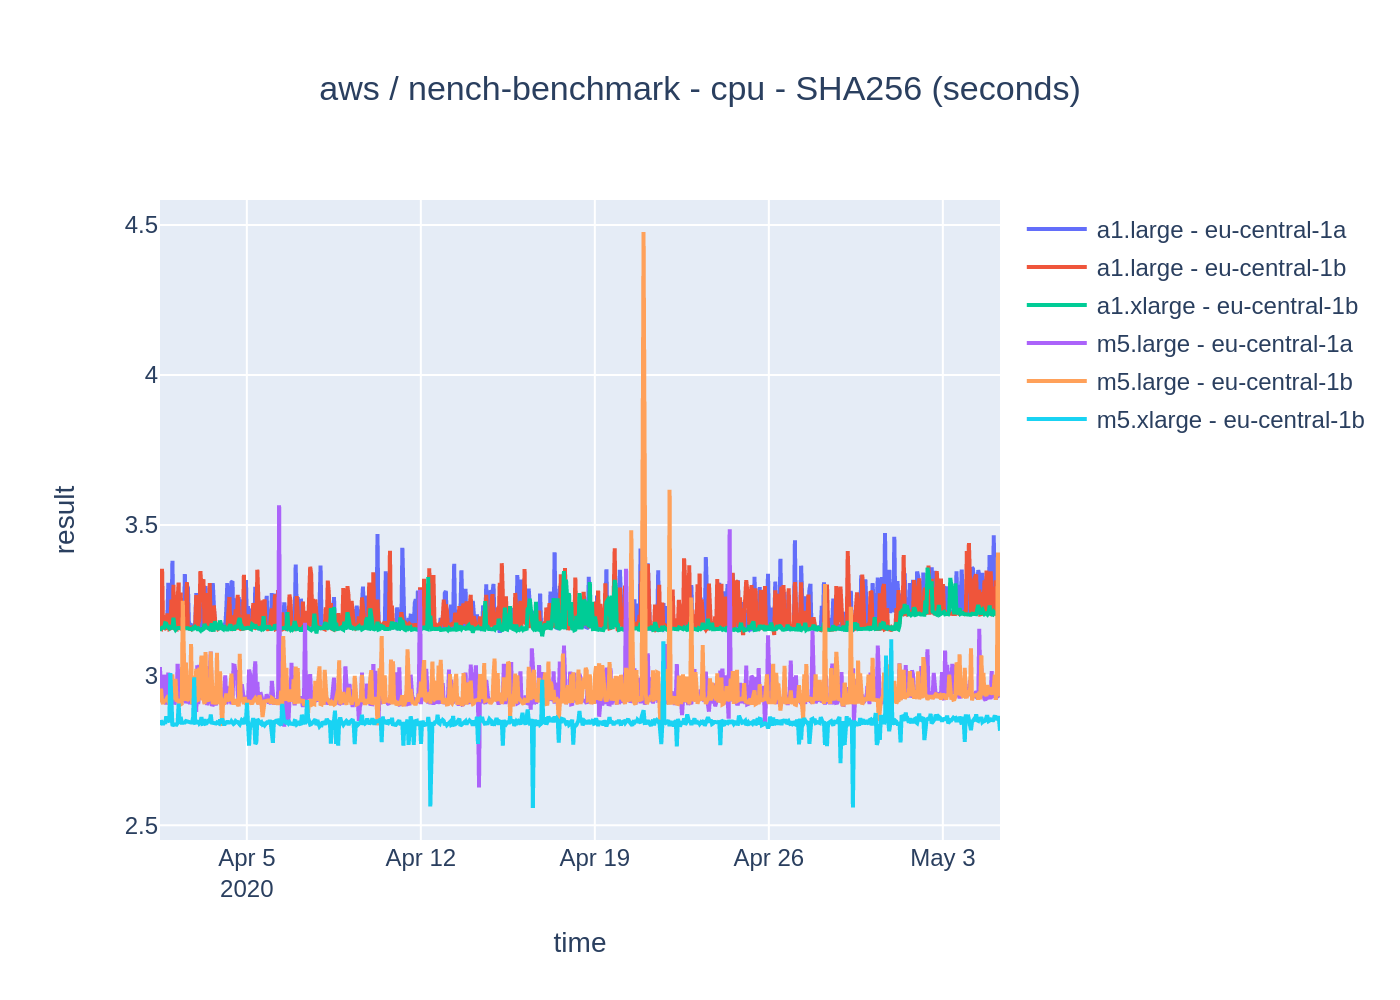 aws / nench-benchmark - cpu - SHA256 (seconds)
4.5
4
3.5
3
2.5
result
Apr 5
2020
Apr 12
Apr 19
Apr 26
May 3
time
a1.large - eu-central-1a
a1.large - eu-central-1b
a1.xlarge - eu-central-1b
m5.large - eu-central-1a
m5.large - eu-central-1b
m5.xlarge - eu-central-1b